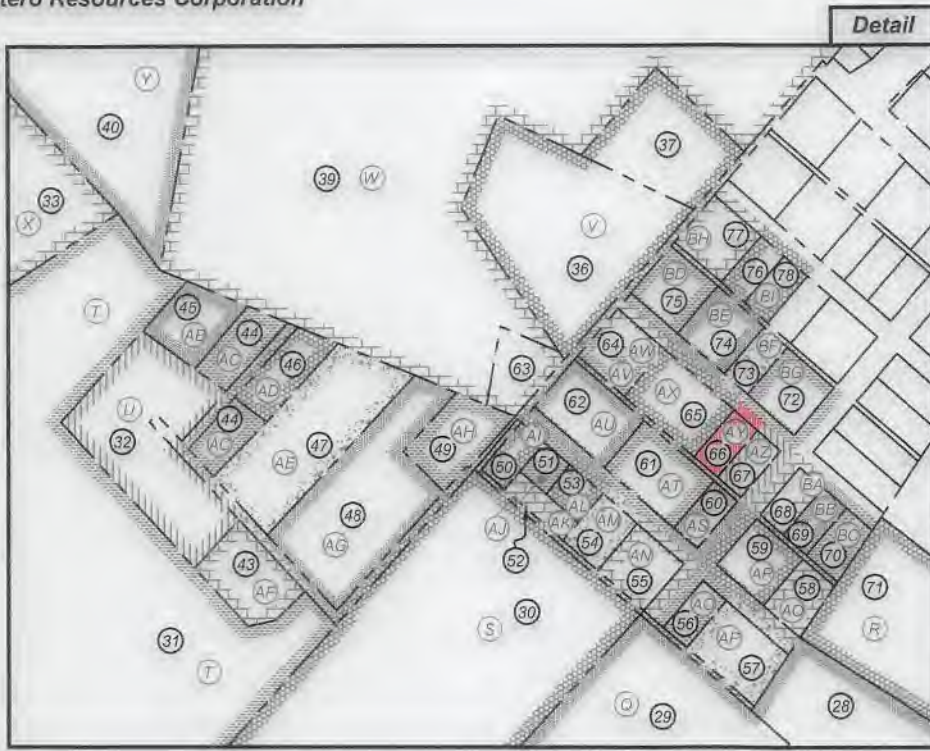 tero Resources Corporation
Detail
Y
40
33
X
39
W
37
V
36
BH
77
76
78
BI
BD
75
BE
74
BF
73
BG
72
T
45
AB
44
AC
46
AD
44
AC
U
32
47
AE
48
AG
43
AF
31
T
49
AH
63
64
AW
AV
62
AU
AX
65
AY
66
AZ
67
61
AT
60
AS
50
AI
51
53
AL
AK
AJ
52
AM
54
AN
55
30
S
68
BA
BB
69
BC
70
59
AR
58
AQ
71
R
56
AO
AP
57
Q
29
28